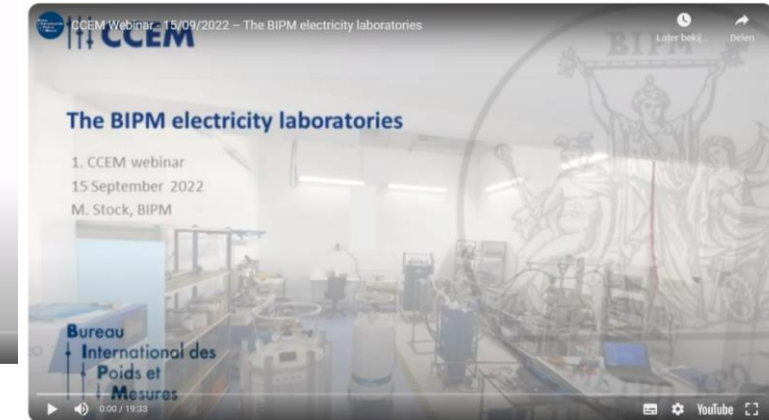 CCEM Webinar - 15/09/2022 – The BIPM electricity laboratories
CCEM
Later bekij...
Delen
BIPM
The BIPM electricity laboratories
1. CCEM webinar
15 September 2022
M. Stock, BIPM
Bureau
International des
Poids et
Mesures
0:00 / 19:33
YouTube